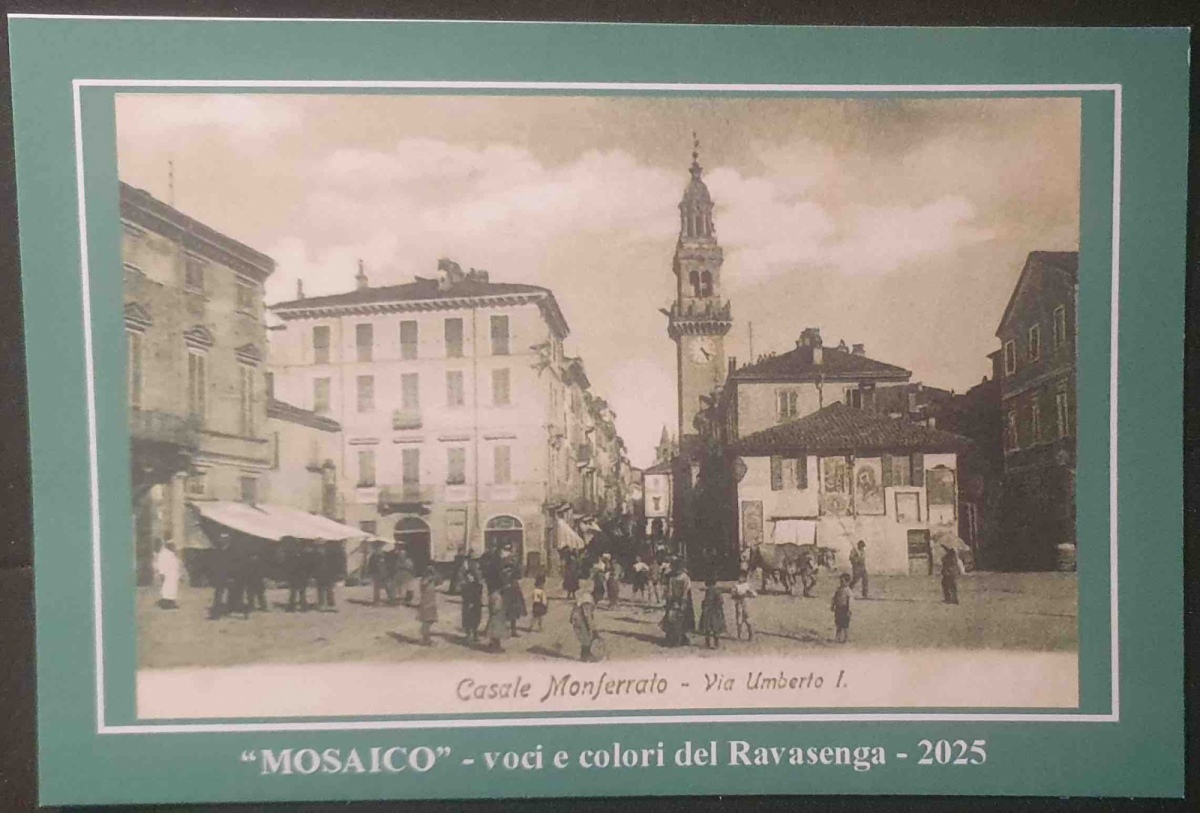 Casale Monferrato - Via Umberto I.
“MOSAICO” - voci e colori del Ravasenga - 2025